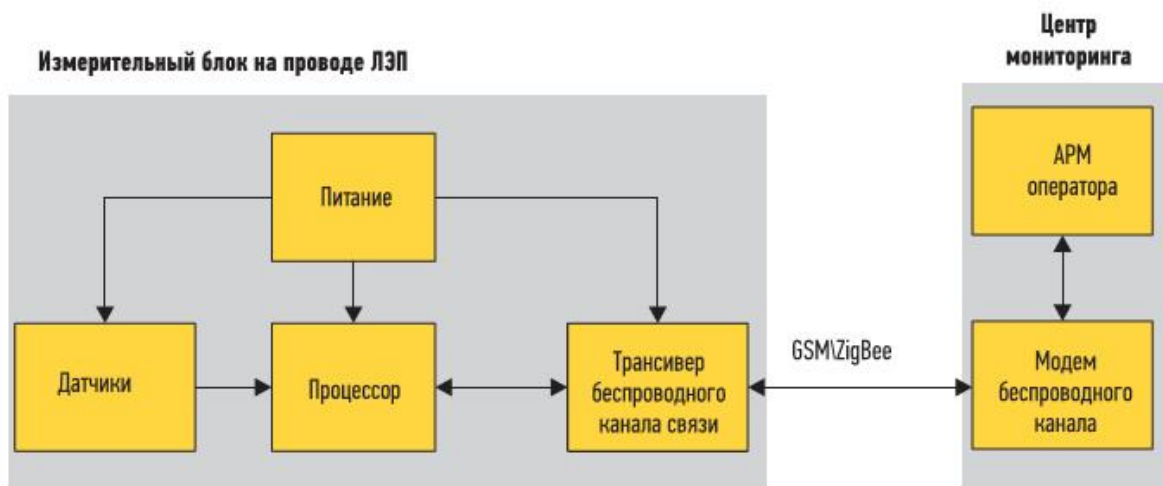 Центр
мониторинга
Измерительный блок на проводе ЛЭП
АРМ
оператора
Питание
Датчики
Процессор
Трансивер
беспроводного
канала связи
GSM\ZigBee
Модем
беспроводного
канала